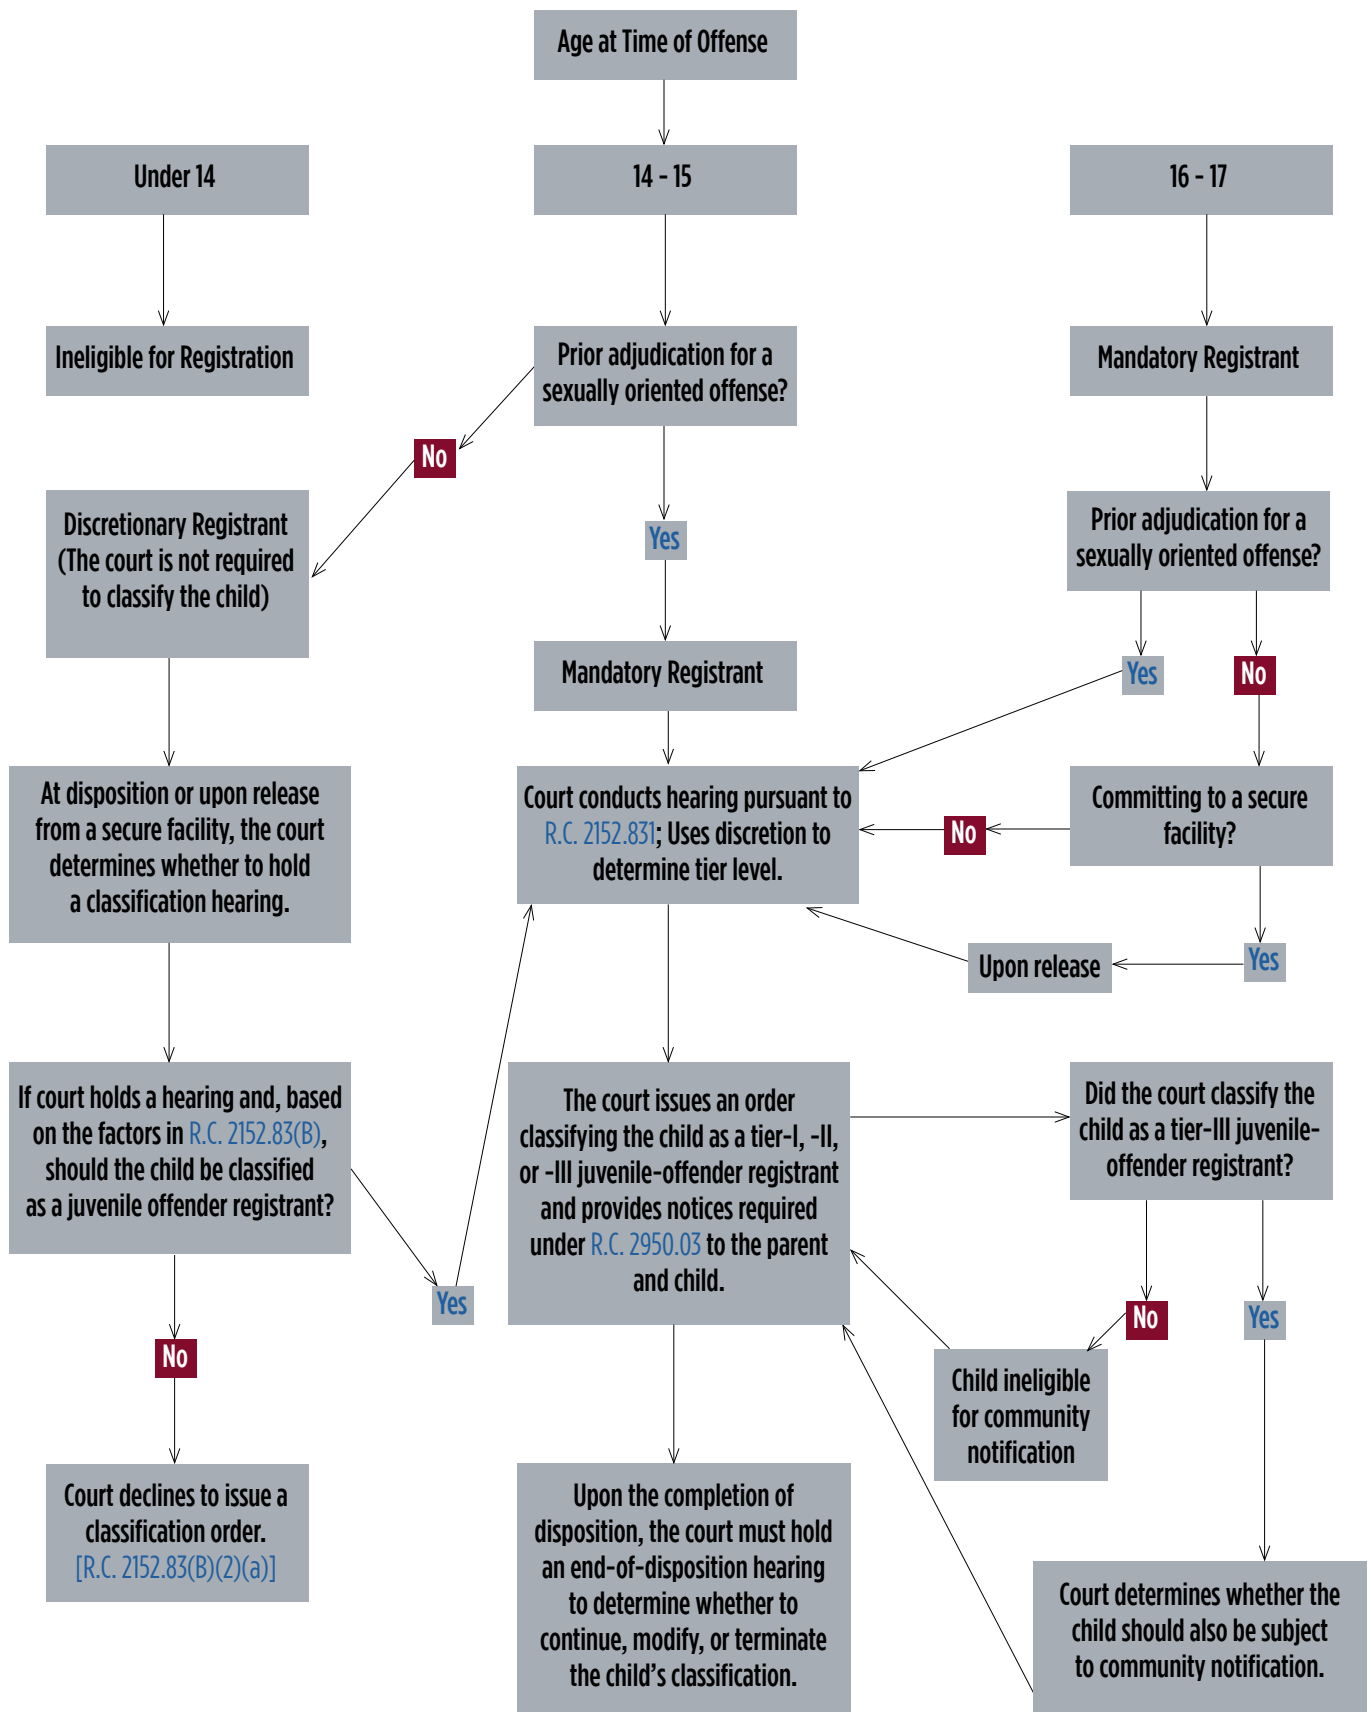 Age at Time of Offense
Under 14
14 - 15
16 - 17
Ineligible for Registration
Prior adjudication for a
sexually oriented offense?
Mandatory Registrant
No
Yes
Discretionary Registrant
(The court is not required
to classify the child)
Prior adjudication for a
sexually oriented offense?
Mandatory Registrant
Yes
No
At disposition or upon release
from a secure facility, the court
determines whether to hold
a classification hearing.
Court conducts hearing pursuant to
R.C. 2152.831; Uses discretion to
determine tier level.
No
Committing to a secure
facility?
Upon release
Yes
If court holds a hearing and, based
on the factors in R.C. 2152.83(B),
should the child be classified
as a juvenile offender registrant?
Yes
No
Court declines to issue a
classification order.
[R.C. 2152.83(B)(2)(a)]
The court issues an order
classifying the child as a tier-I, -II,
or -III juvenile-offender registrant
and provides notices required
under R.C. 2950.03 to the parent
and child.
Did the court classify the
child as a tier-III juvenile-
offender registrant?
No
Yes
Child ineligible
for community
notification
Upon the completion of
disposition, the court must hold
an end-of-disposition hearing
to determine whether to
continue, modify, or terminate
the child’s classification.
Court determines whether the
child should also be subject
to community notification.